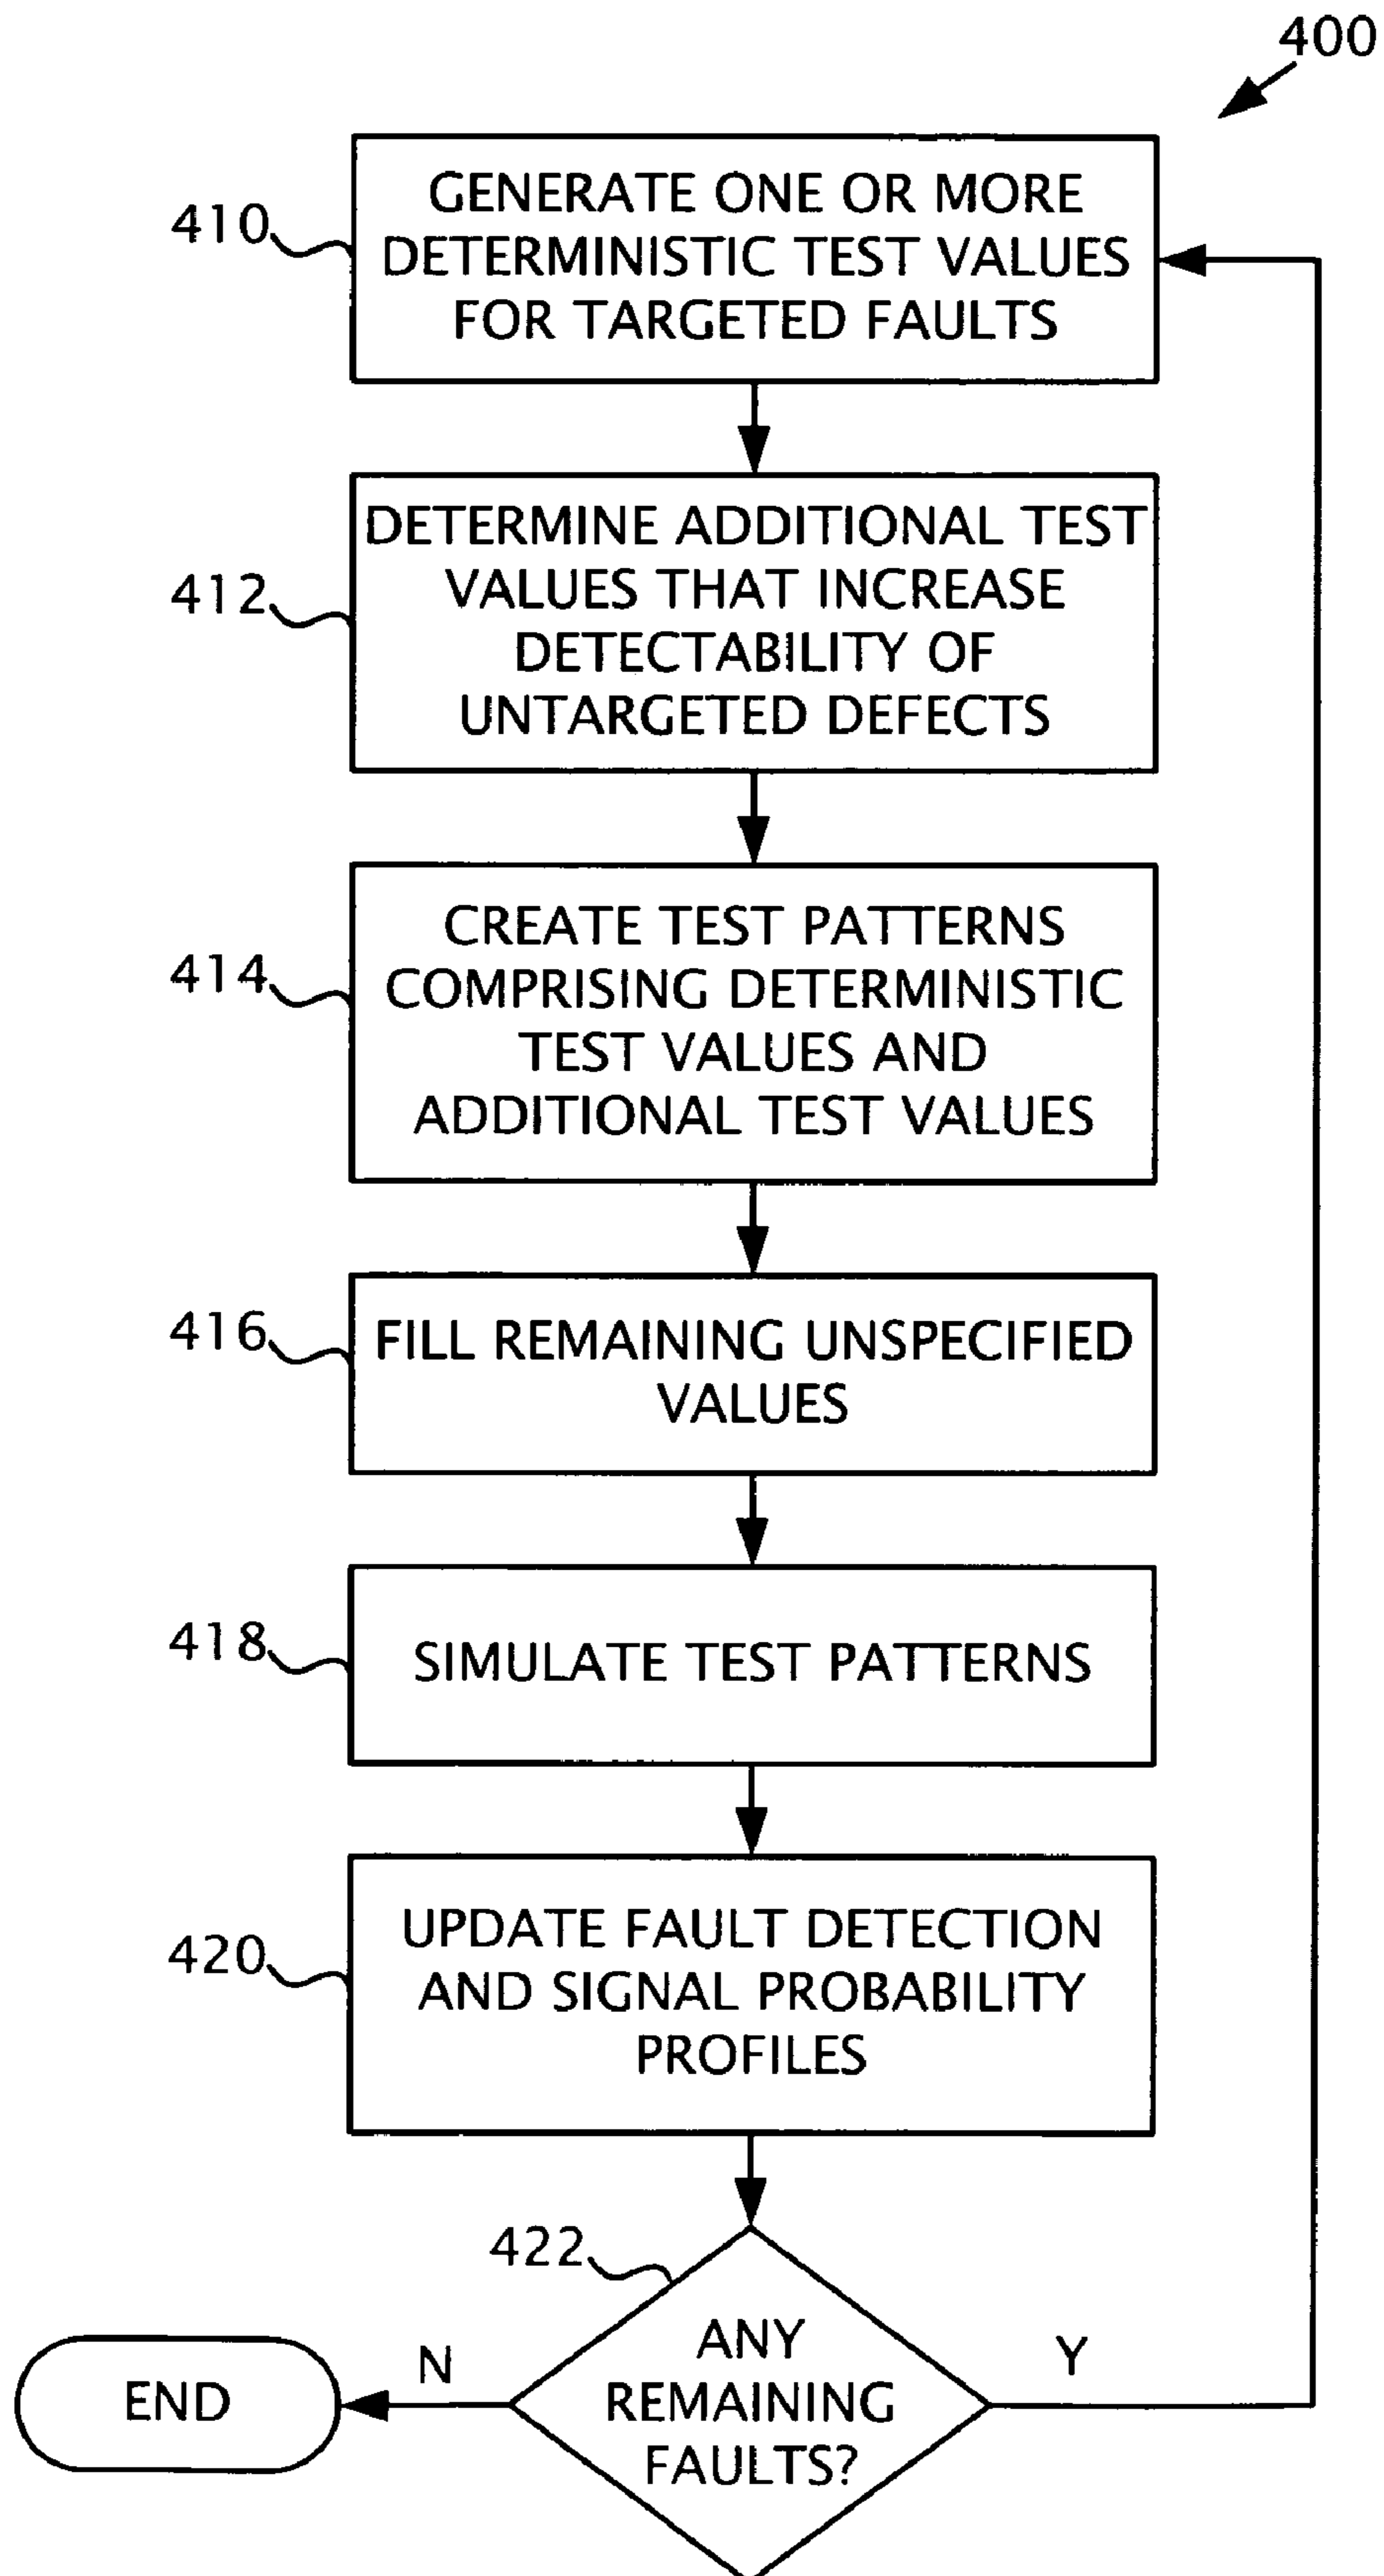 400
410
GENERATE ONE OR MORE
DETERMINISTIC TEST VALUES
FOR TARGETED FAULTS
412
DETERMINE ADDITIONAL TEST
VALUES THAT INCREASE
DETECTABILITY OF
UNTARGETED DEFECTS
414
CREATE TEST PATTERNS
COMPRISING DETERMINISTIC
TEST VALUES AND
ADDITIONAL TEST VALUES
416
FILL REMAINING UNSPECIFIED
VALUES
418
SIMULATE TEST PATTERNS
420
UPDATE FAULT DETECTION
AND SIGNAL PROBABILITY
PROFILES
422
ANY
REMAINING
FAULTS?
N
Y
END